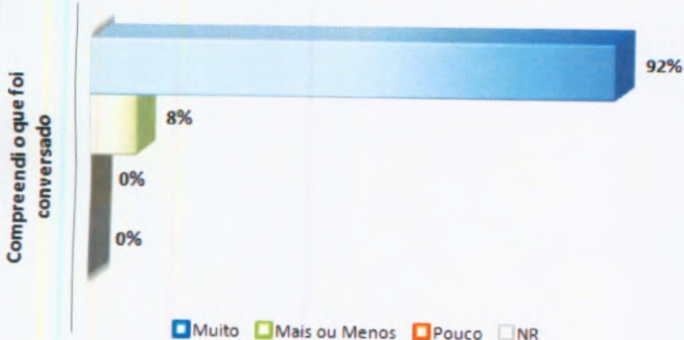 Compreendi o que foi
conversado
92%
8%
0%
0%
Muito Mais ou Menos Pouco NR